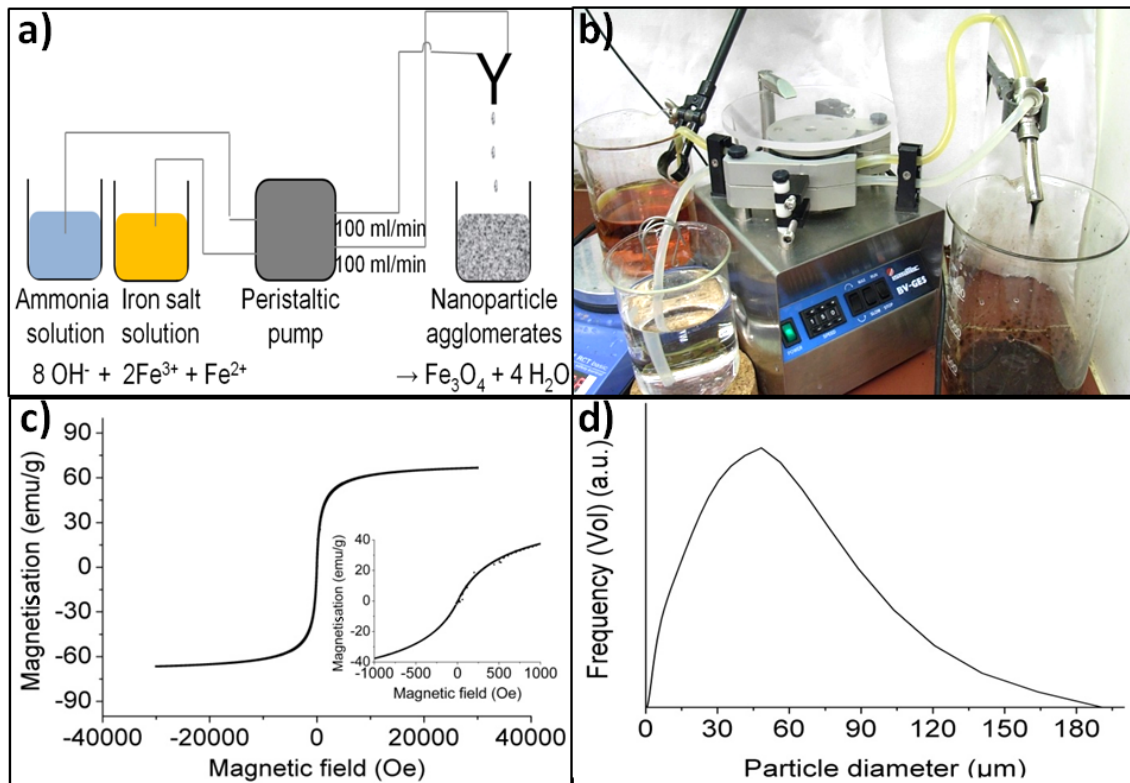 a)
100 ml/min
100 ml/min
Ammonia solution
Iron salt solution
Peristaltic pump
Nanoparticle agglomerates
8 OH⁻ + 2Fe³⁺ + Fe²⁺ → Fe₃O₄ + 4 H₂O
b)
BV-GES
POWER
SPEED
c)
Magnetisation (emu/g)
90
60
30
0
-30
-60
-90
-40000 -20000 0 20000 40000
Magnetic field (Oe)
Magnetisation (emu/g)
40
20
0
-20
-40
-1000 -500 0 500 1000
Magnetic field (Oe)
d)
Frequency (Vol) (a.u.)
0 30 60 90 120 150 180
Particle diameter (µm)